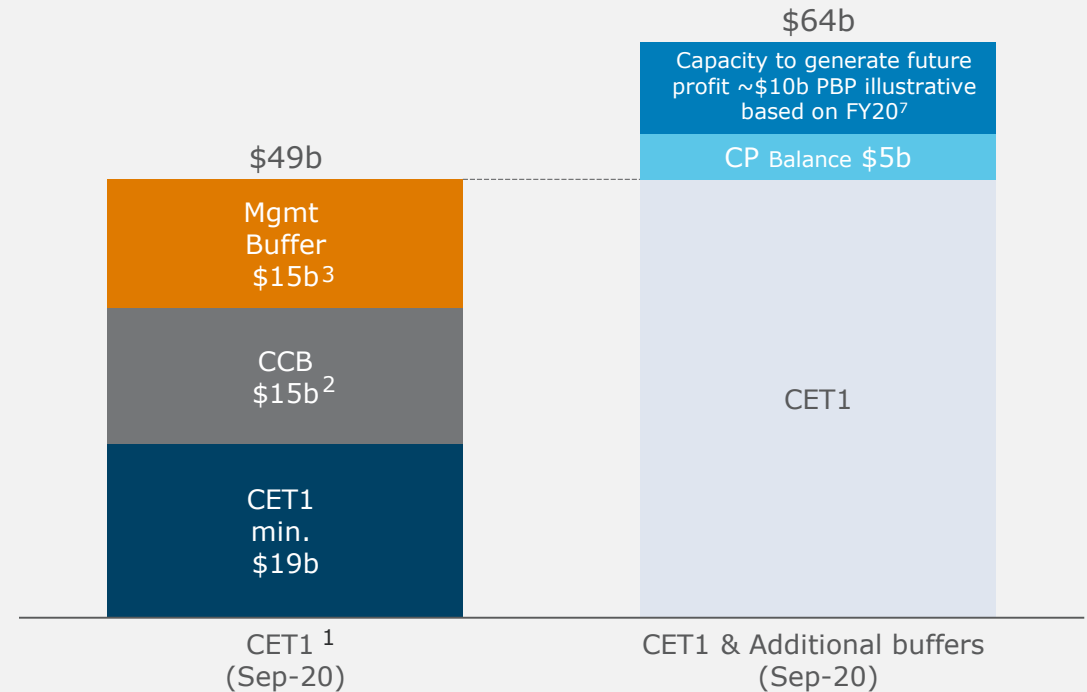 $49b
Mgmt
Buffer
$15b3
CCB
$15b2
CET1
min.
$19b
CET1 1
(Sep-20)
$64b
Capacity to generate future
profit ~$10b PBP illustrative
based on FY207
CP Balance $5b
CET1
CET1 & Additional buffers
(Sep-20)